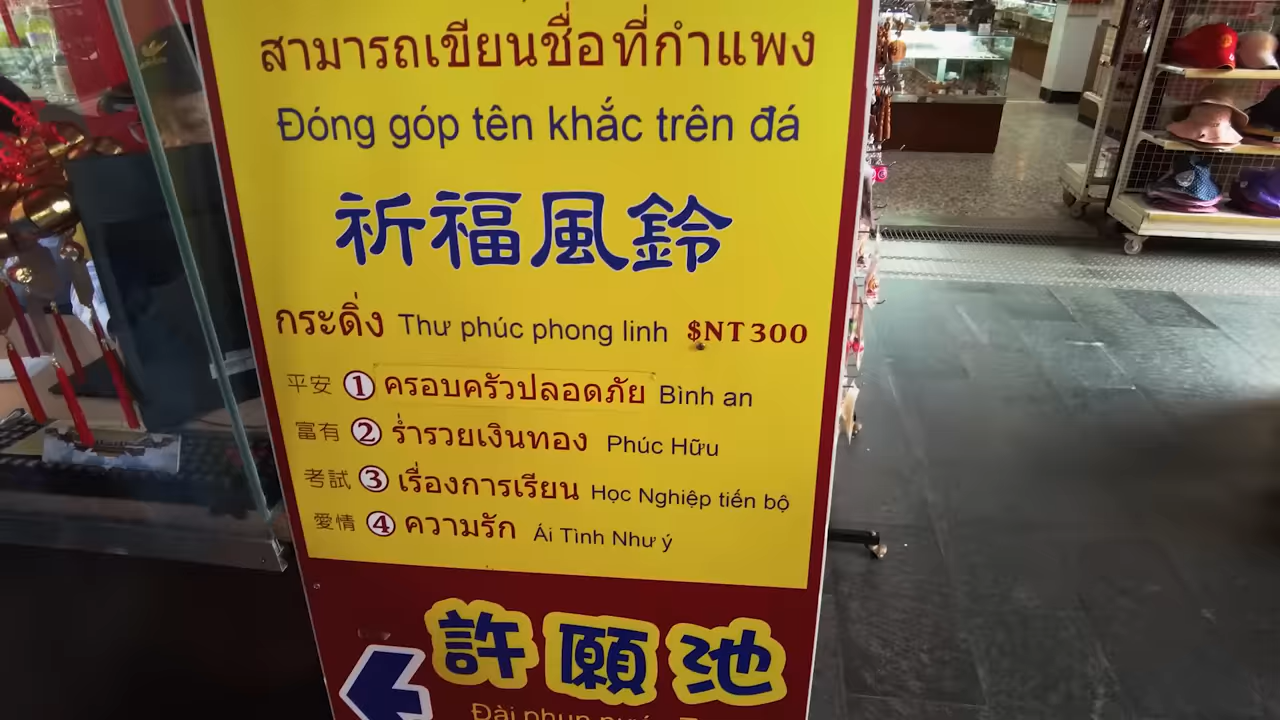 สามารถเขียนชื่อที่กำแพง
Đóng góp tên khắc trên đá
祈福風鈴
กระดิ่ง Thư phúc phong linh $NT 300
平安 ① ครอบครัวปลอดภัย Bình an
富有 ② ร่ำรวยเงินทอง Phúc Hữu
考試 ③ เรื่องการเรียน Học Nghiệp tiến bộ
愛情 ④ ความรัก Ái Tình Như ý
許願池
Đài phun nước